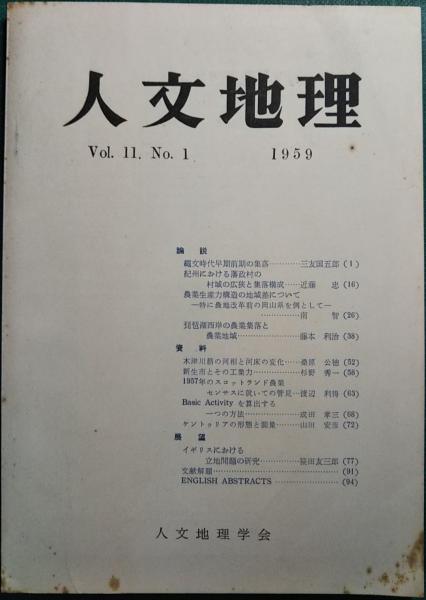 人文地理
Vol. 11, No. 1 1959
論説
縄文時代早期前期の集落…………三友国五郎 (1)
紀州における藩政村の
村域の広狭と集落構成……近藤 忠 (16)
農業生産力構造の地域差について
―特に農地改革前の岡山県を例として―
………………南 智 (26)
琵琶湖西岸の農業集落と
農業地域………………藤本 利治 (38)
資料
木津川筋の河相と河床の変化……桑原 公徳 (52)
新生市とその工業力……………杉野 秀一 (58)
1957年のスコットランド農業
センサスに就いての管見…渡辺 利得 (63)
Basic Activity を算出する
一つの方法………………成田 孝三 (68)
ケントゥリアの形態と面量………山田 安彦 (72)
展望
イギリスにおける
立地問題の研究…………笹田友三郎 (77)
文献解題……………………………………(91)
ENGLISH ABSTRACTS ……………………(94)
人文地理学会